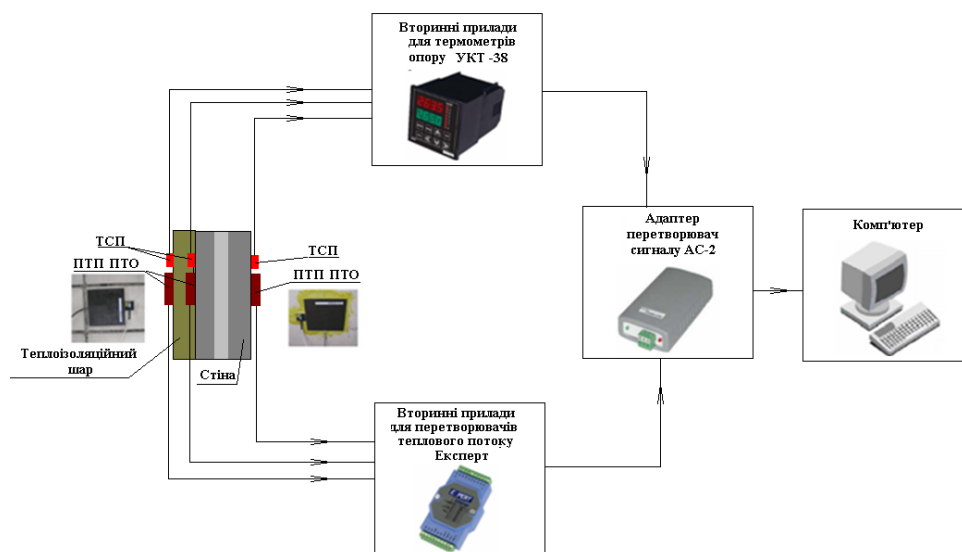 Вторинні прилади
для термометрів
опору УКТ -38
ТСП
ПТП ПТО
ТСП
ПТП ПТО
Теплоізоляційний
шар
Стіна
Адаптер
перетворювач
сигналу АС-2
Комп'ютер
Вторинні прилади
для перетворювачів
теплового потоку
Експерт